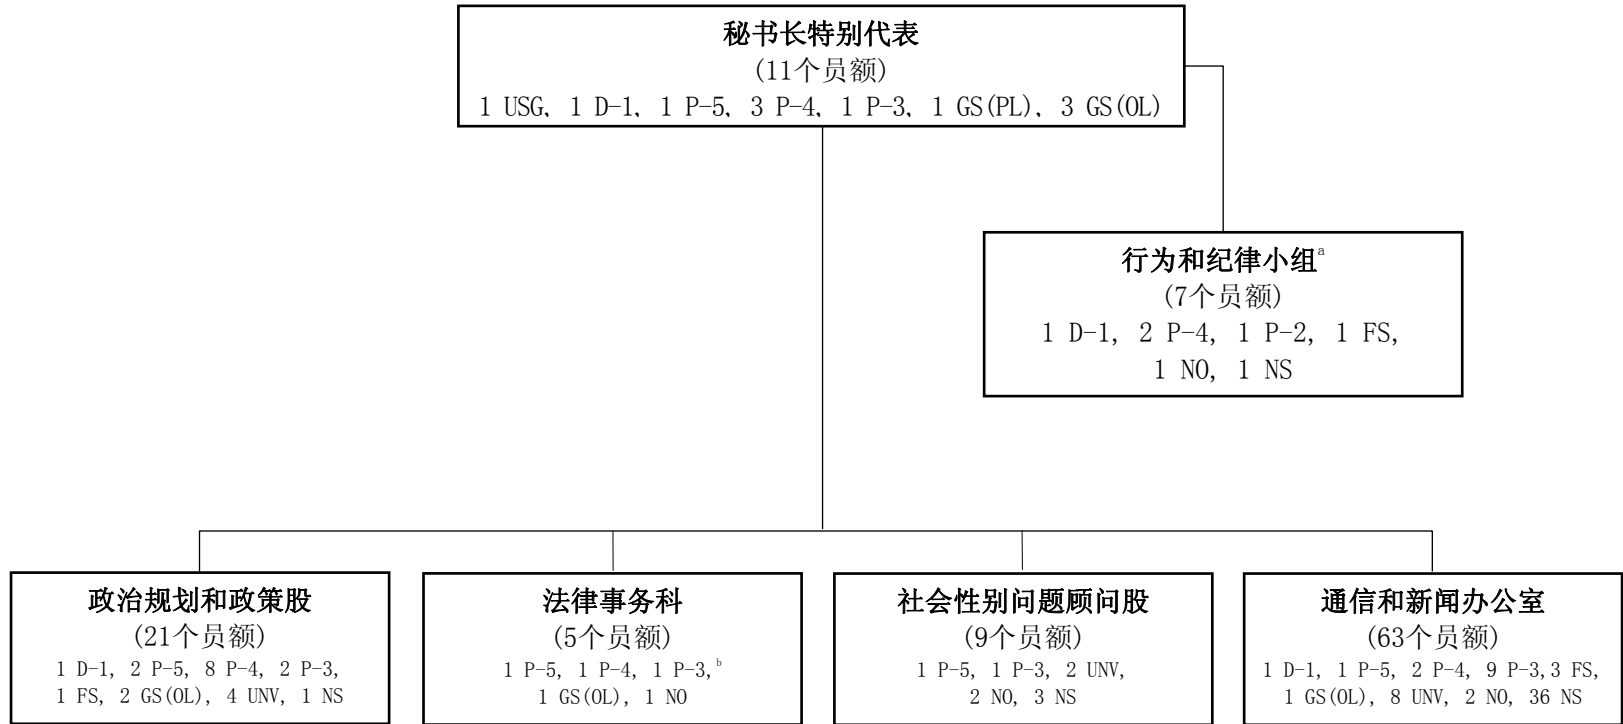 秘书长特别代表
(11个员额)
1 USG, 1 D-1, 1 P-5, 3 P-4, 1 P-3, 1 GS(PL), 3 GS(OL)
行为和纪律小组ᵃ
(7个员额)
1 D-1, 2 P-4, 1 P-2, 1 FS,
1 NO, 1 NS
政治规划和政策股
(21个员额)
1 D-1, 2 P-5, 8 P-4, 2 P-3,
1 FS, 2 GS(OL), 4 UNV, 1 NS
法律事务科
(5个员额)
1 P-5, 1 P-4, 1 P-3,ᵇ
1 GS(OL), 1 NO
社会性别问题顾问股
(9个员额)
1 P-5, 1 P-3, 2 UNV,
2 NO, 3 NS
通信和新闻办公室
(63个员额)
1 D-1, 1 P-5, 2 P-4, 9 P-3,3 FS,
1 GS(OL), 8 UNV, 2 NO, 36 NS